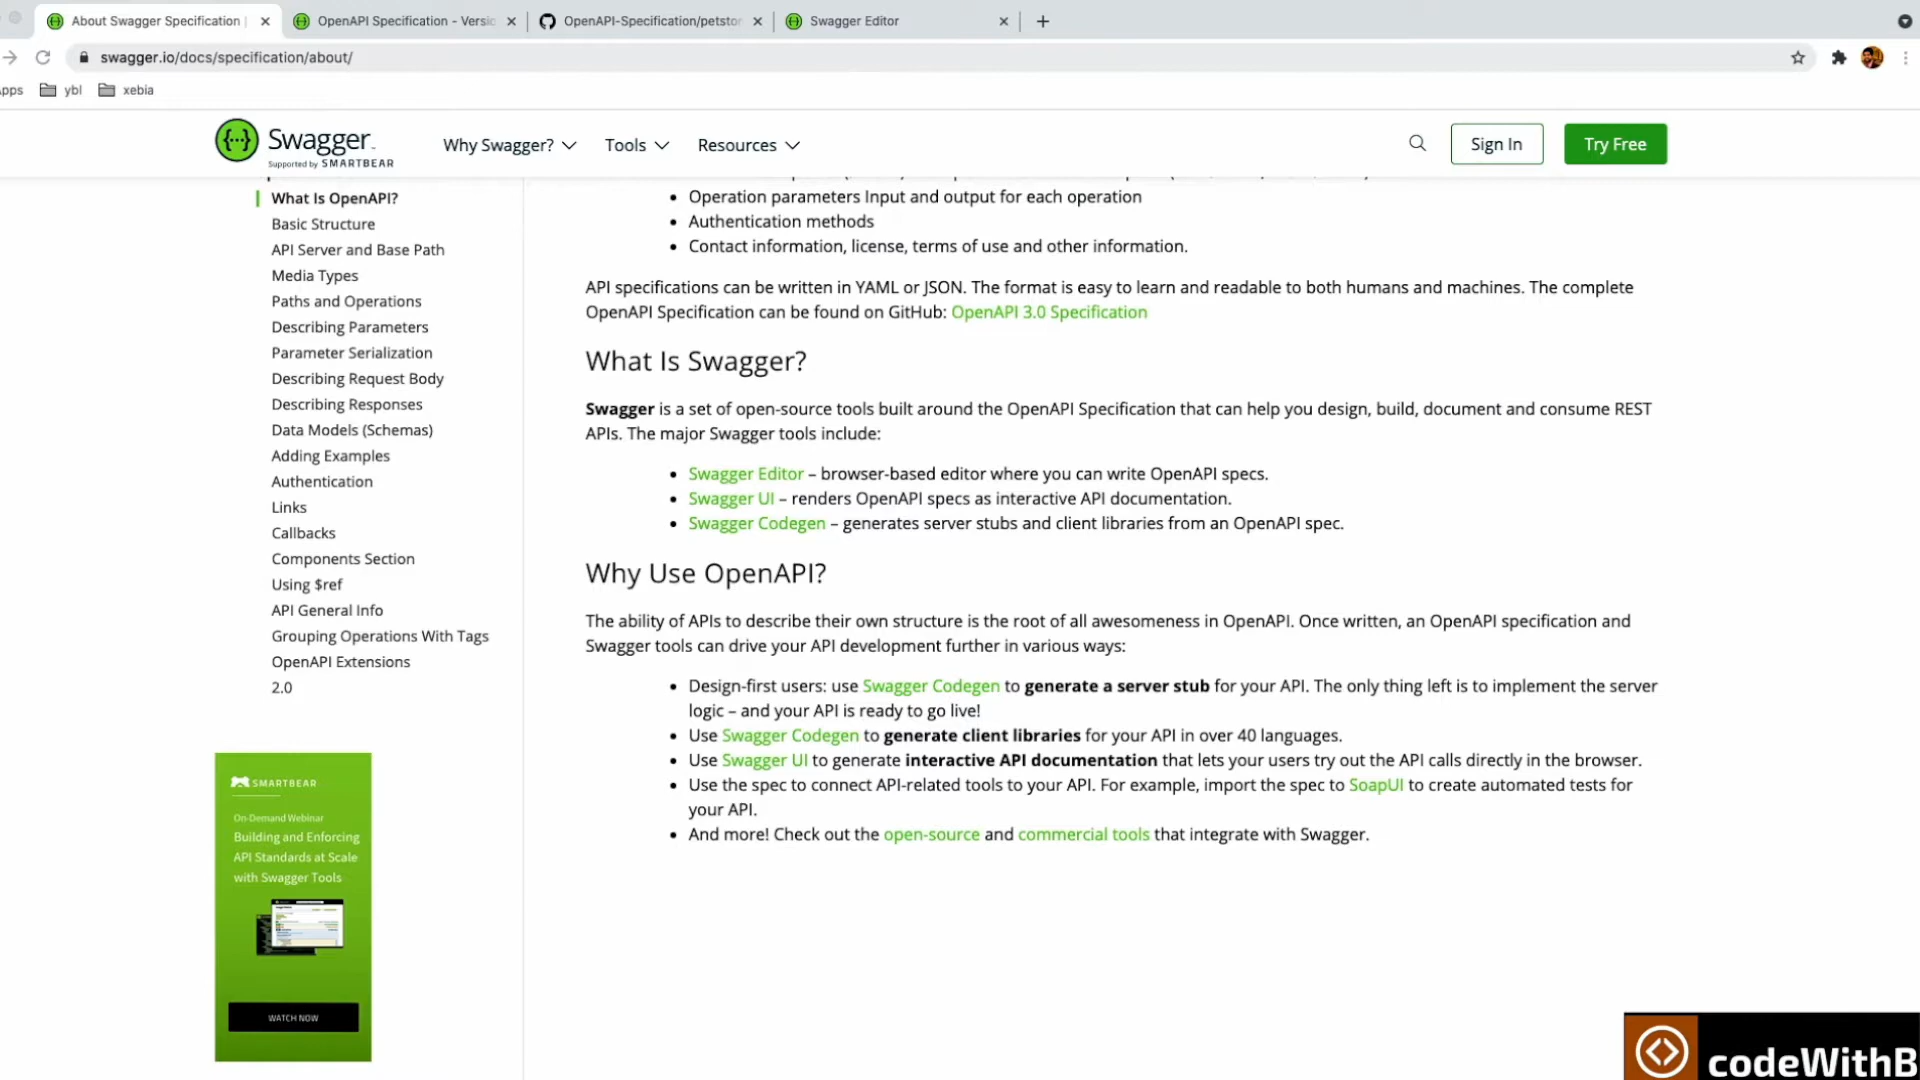 About Swagger Specification |
OpenAPI Specification - Versio
OpenAPI-Specification/petstor
Swagger Editor
swagger.io/docs/specification/about/
ybl
xebia
Swagger
Supported by SMARTBEAR
Why Swagger?
Tools
Resources
Sign In
Try Free
What Is OpenAPI?
Basic Structure
API Server and Base Path
Media Types
Paths and Operations
Describing Parameters
Parameter Serialization
Describing Request Body
Describing Responses
Data Models (Schemas)
Adding Examples
Authentication
Links
Callbacks
Components Section
Using $ref
API General Info
Grouping Operations With Tags
OpenAPI Extensions
2.0
SMARTBEAR
On-Demand Webinar
Building and Enforcing
API Standards at Scale
with Swagger Tools
WATCH NOW
• Operation parameters Input and output for each operation
• Authentication methods
• Contact information, license, terms of use and other information.
API specifications can be written in YAML or JSON. The format is easy to learn and readable to both humans and machines. The complete
OpenAPI Specification can be found on GitHub: OpenAPI 3.0 Specification
What Is Swagger?
Swagger is a set of open-source tools built around the OpenAPI Specification that can help you design, build, document and consume REST
APIs. The major Swagger tools include:
• Swagger Editor – browser-based editor where you can write OpenAPI specs.
• Swagger UI – renders OpenAPI specs as interactive API documentation.
• Swagger Codegen – generates server stubs and client libraries from an OpenAPI spec.
Why Use OpenAPI?
The ability of APIs to describe their own structure is the root of all awesomeness in OpenAPI. Once written, an OpenAPI specification and
Swagger tools can drive your API development further in various ways:
• Design-first users: use Swagger Codegen to generate a server stub for your API. The only thing left is to implement the server
logic – and your API is ready to go live!
• Use Swagger Codegen to generate client libraries for your API in over 40 languages.
• Use Swagger UI to generate interactive API documentation that lets your users try out the API calls directly in the browser.
• Use the spec to connect API-related tools to your API. For example, import the spec to SoapUI to create automated tests for
your API.
• And more! Check out the open-source and commercial tools that integrate with Swagger.
codeWithB